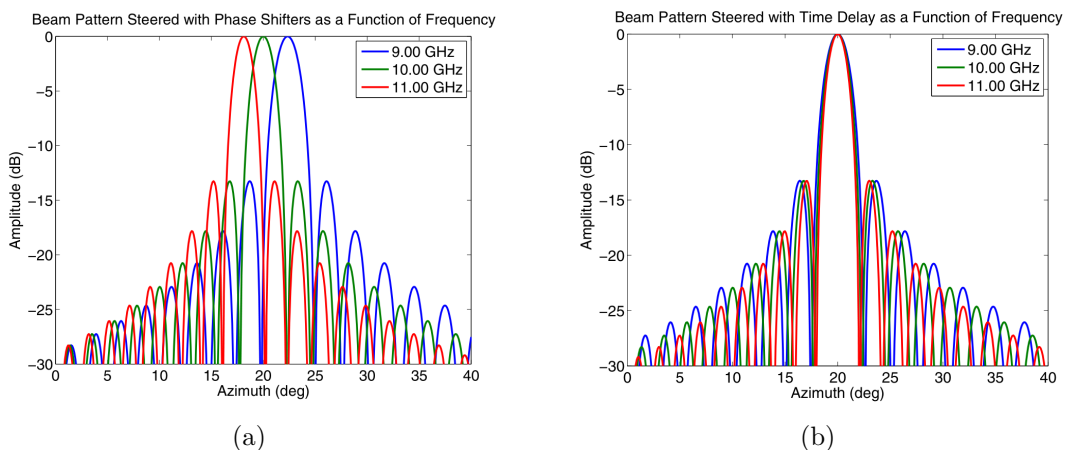 Beam Pattern Steered with Phase Shifters as a Function of Frequency
0
−5
−10
−15
−20
−25
−30
Amplitude (dB)
9.00 GHz
10.00 GHz
11.00 GHz
0 5 10 15 20 25 30 35 40
Azimuth (deg)
(a)
Beam Pattern Steered with Time Delay as a Function of Frequency
0
−5
−10
−15
−20
−25
−30
Amplitude (dB)
9.00 GHz
10.00 GHz
11.00 GHz
0 5 10 15 20 25 30 35 40
Azimuth (deg)
(b)